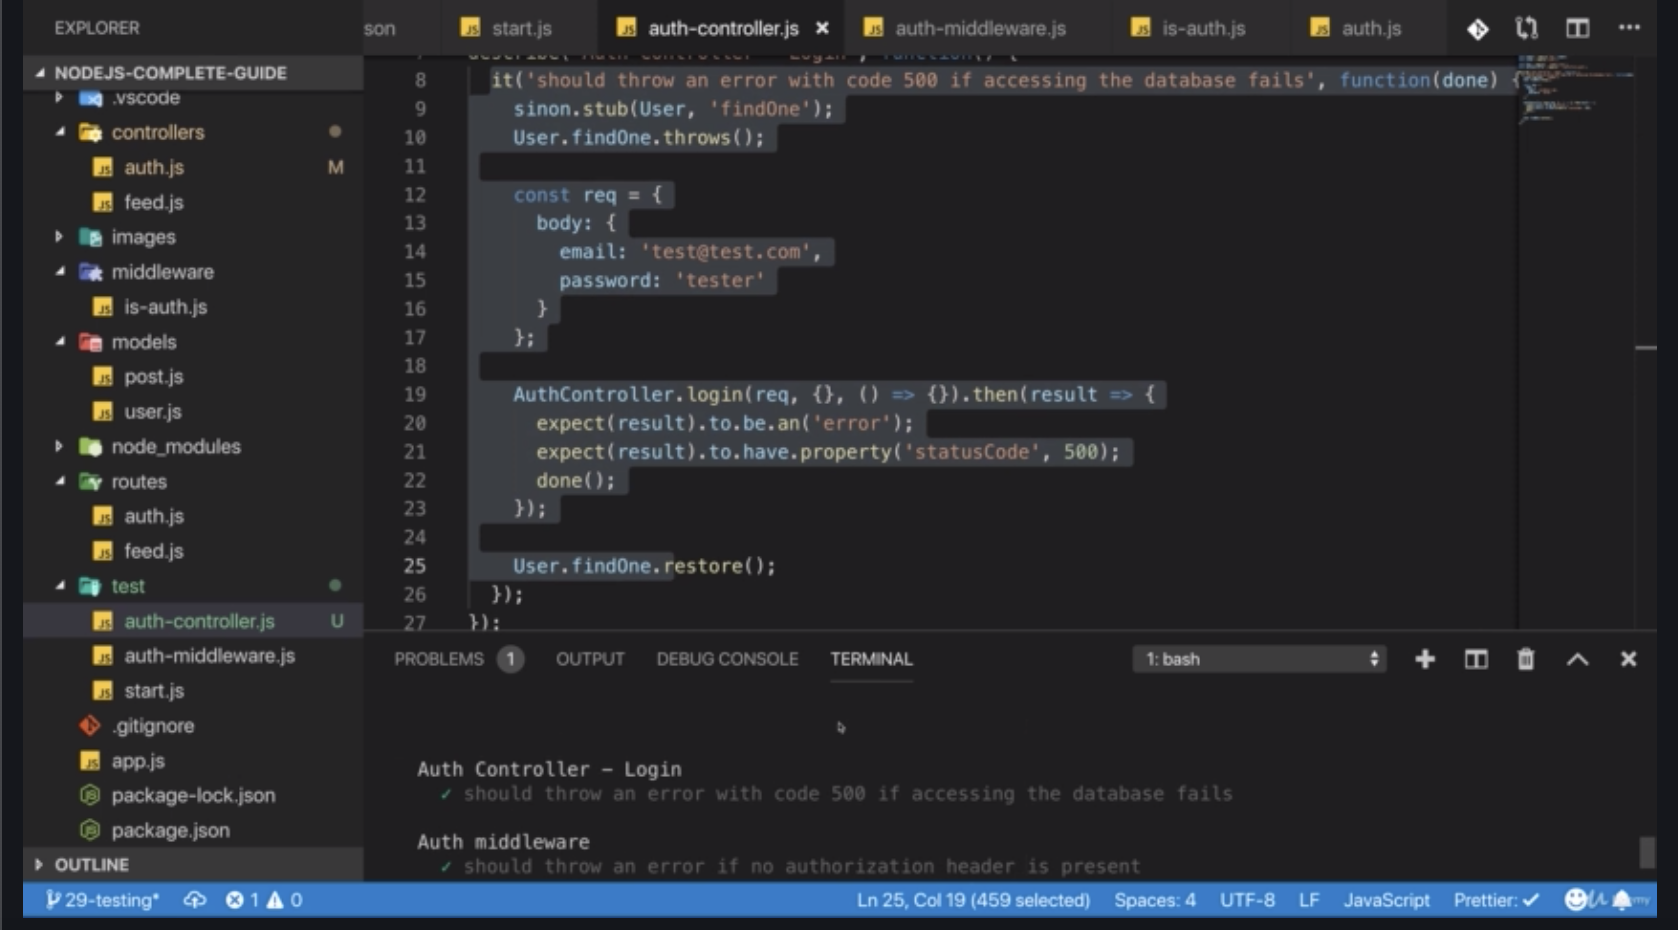 EXPLORER
son
start.js
auth-controller.js
auth-middleware.js
is-auth.js
auth.js
NODEJS-COMPLETE-GUIDE
.vscode
controllers
auth.js M
feed.js
images
middleware
is-auth.js
models
post.js
user.js
node_modules
routes
auth.js
feed.js
test
auth-controller.js U
auth-middleware.js
start.js
.gitignore
app.js
package-lock.json
package.json
OUTLINE
8 it('should throw an error with code 500 if accessing the database fails', function(done) {
9 sinon.stub(User, 'findOne');
10 User.findOne.throws();
11
12 const req = {
13 body: {
14 email: 'test@test.com',
15 password: 'tester'
16 }
17 };
18
19 AuthController.login(req, {}, () => {}).then(result => {
20 expect(result).to.be.an('error');
21 expect(result).to.have.property('statusCode', 500);
22 done();
23 });
24
25 User.findOne.restore();
26 });
27 });
PROBLEMS 1 OUTPUT DEBUG CONSOLE TERMINAL 1: bash
Auth Controller – Login
✓ should throw an error with code 500 if accessing the database fails
Auth middleware
✓ should throw an error if no authorization header is present
29-testing* 1 0 Ln 25, Col 19 (459 selected) Spaces: 4 UTF-8 LF JavaScript Prettier: ✓